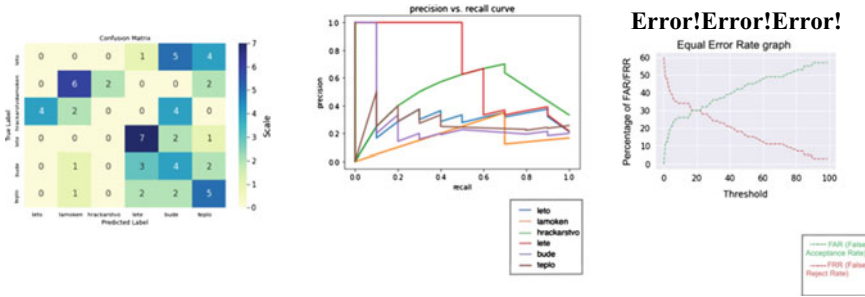 Confusion Matrix
True Label
leto
lamoken
hrackarstvo
lete
bude
teplo
0 0 0 1 5 4
0 6 2 0 0 2
4 2 0 0 4 0
0 0 0 7 2 1
0 1 0 3 4 2
0 1 0 2 2 5
leto lamoken hrackarstvo lete bude teplo
Predicted Label
7
6
5
4
3
2
1
0
Scale
precision vs. recall curve
precision
1.0
0.8
0.6
0.4
0.2
0.0
0.0 0.2 0.4 0.6 0.8 1.0
recall
leto
lamoken
hrackarstvo
lete
bude
teplo
Error!Error!Error!
Equal Error Rate graph
Percentage of FAR/FRR
60
50
40
30
20
10
0
0 20 40 60 80 100
Threshold
FAR (False
Acceptance Rate)
FRR (False
Reject Rate)